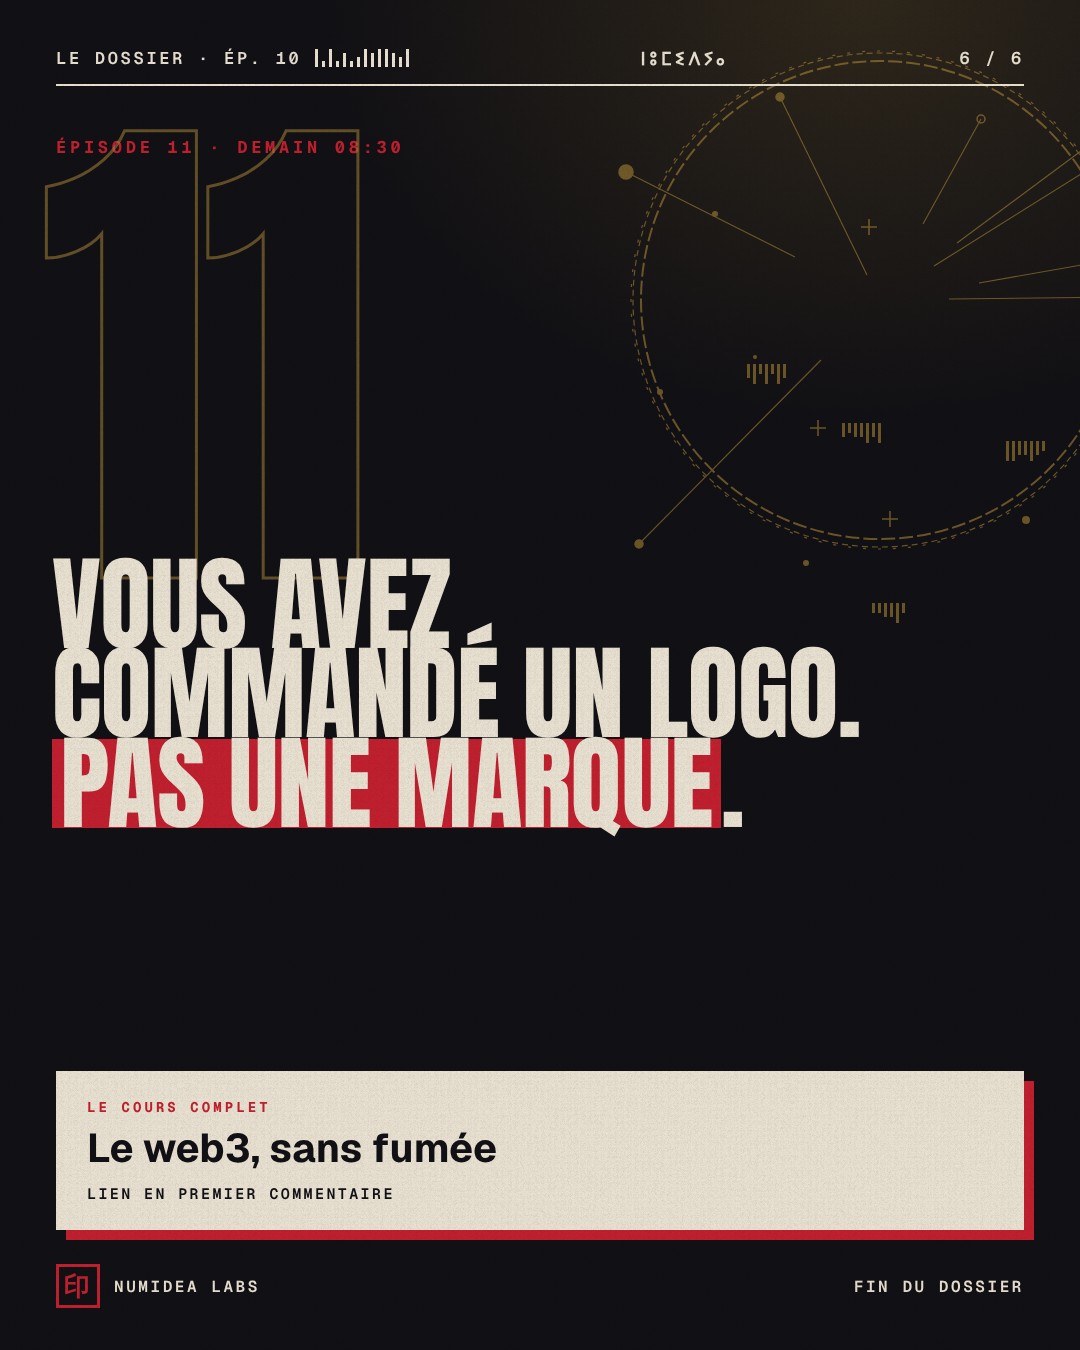 LE DOSSIER · ÉP. 10
ⵏⵓⵎⵉⴷⵢⴰ
6 / 6
ÉPISODE 11 · DEMAIN 08:30
11
VOUS AVEZ
COMMANDÉ UN LOGO.
PAS UNE MARQUE.
LE COURS COMPLET
Le web3, sans fumée
LIEN EN PREMIER COMMENTAIRE
印 NUMIDEA LABS
FIN DU DOSSIER